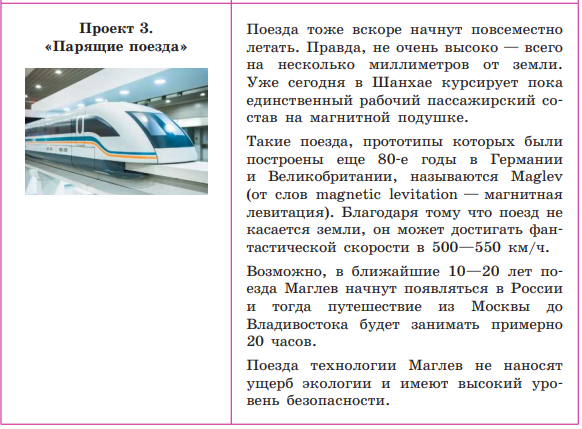 Проект 3.
«Парящие поезда»
Поезда тоже вскоре начнут повсеместно
летать. Правда, не очень высоко — всего
на несколько миллиметров от земли.
Уже сегодня в Шанхае курсирует пока
единственный рабочий пассажирский со-
став на магнитной подушке.
Такие поезда, прототипы которых были
построены еще 80-е годы в Германии
и Великобритании, называются Maglev
(от слов magnetic levitation — магнитная
левитация). Благодаря тому что поезд не
касается земли, он может достигать фан-
тастической скорости в 500—550 км/ч.
Возможно, в ближайшие 10—20 лет по-
езда Маглев начнут появляться в России
и тогда путешествие из Москвы до
Владивостока будет занимать примерно
20 часов.
Поезда технологии Маглев не наносят
ущерб экологии и имеют высокий уро-
вень безопасности.